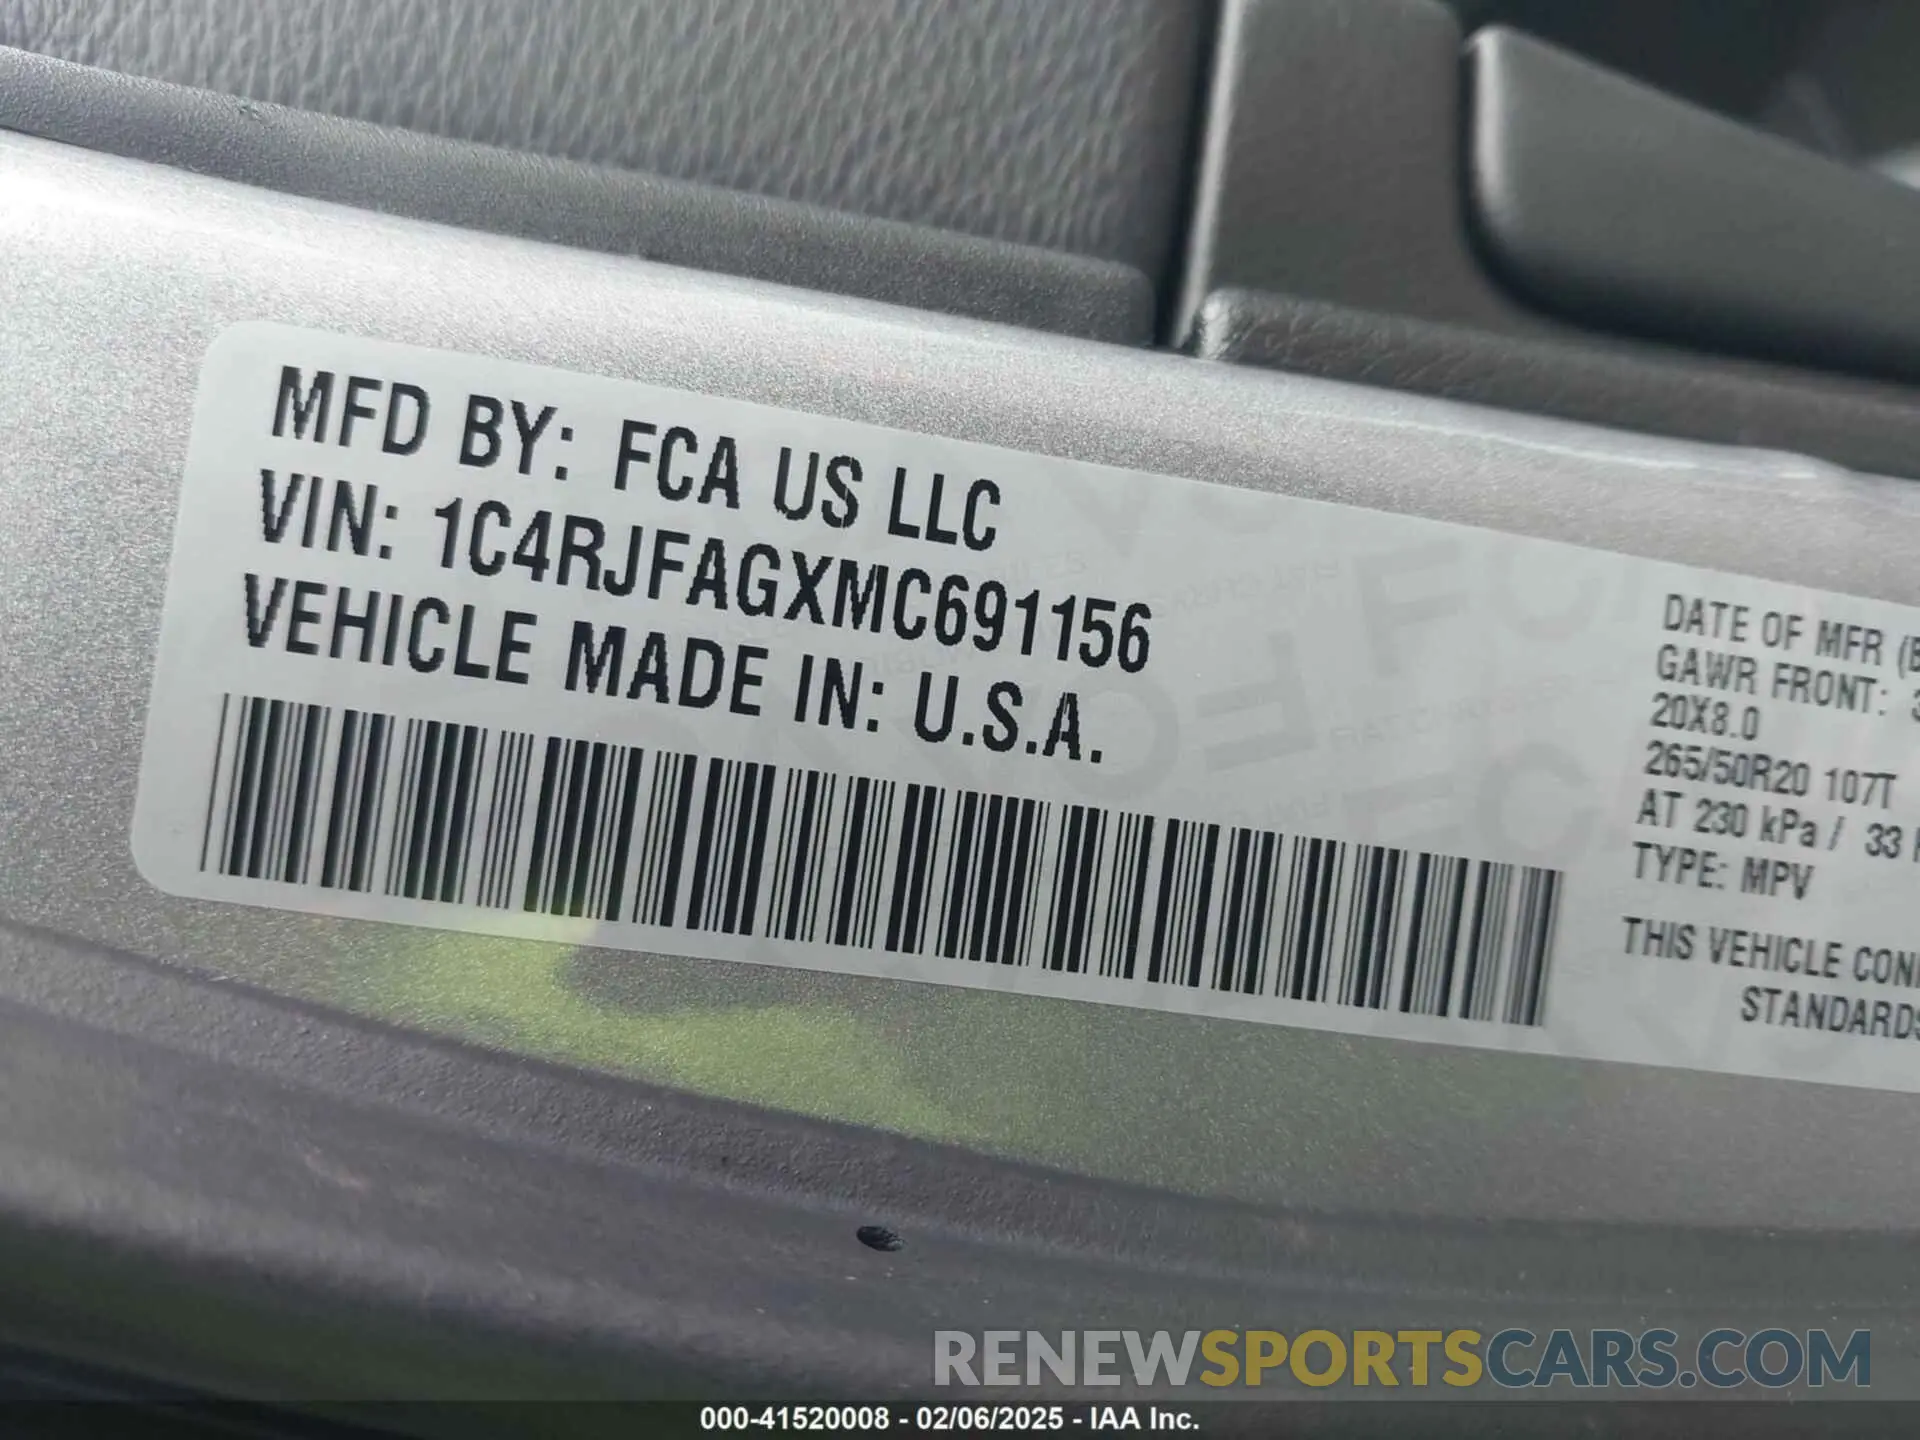 MFD BY: FCA US LLC
VIN: 1C4RJFAGXMC691156
VEHICLE MADE IN: U.S.A.
DATE OF MFR
GAWR FRONT:
20X8.0
265/50R20 107T
AT 230 kPa / 33
TYPE: MPV
THIS VEHICLE
STANDARDS
RENEWSPORTSCARS.COM
000-41520008 - 02/06/2025 - IAA Inc.